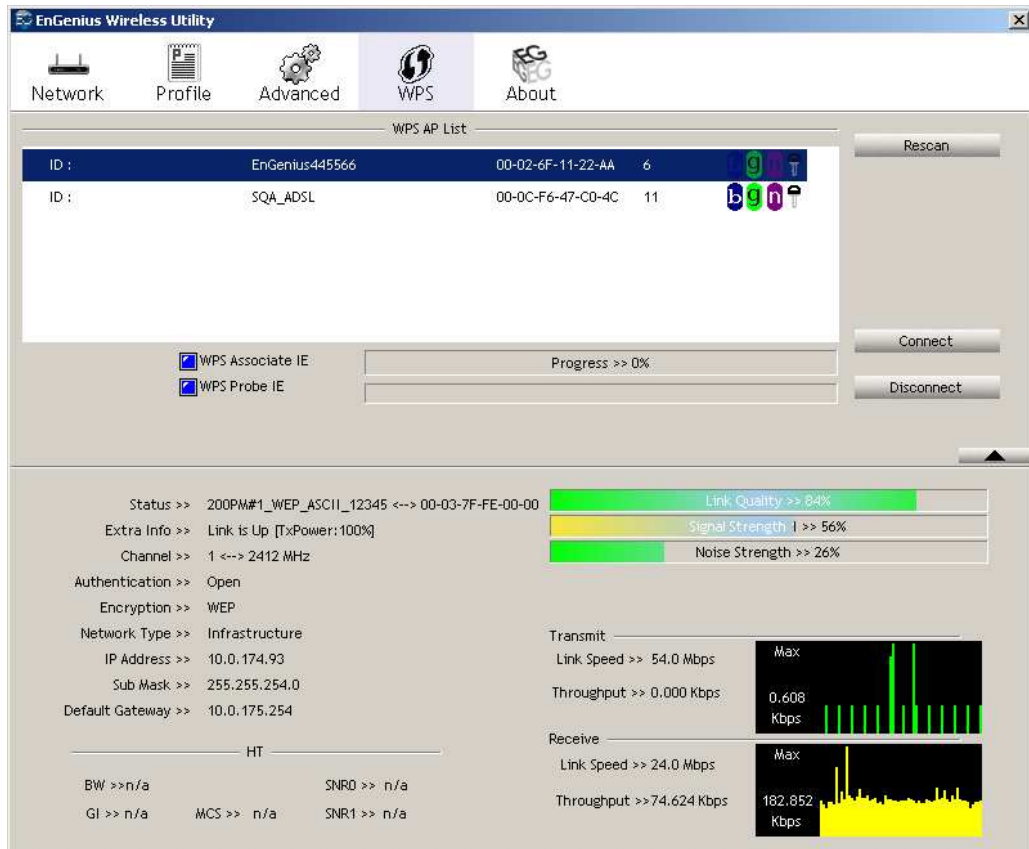 EnGenius Wireless Utility
Network Profile Advanced WPS About
WPS AP List
Rescan
ID : EnGenius445566 00-02-6F-11-22-AA 6 b g n
ID : SQA_ADSL 00-0C-F6-47-C0-4C 11 b g n
Connect
WPS Associate IE Progress >> 0%
WPS Probe IE
Disconnect
Status >> 200PM#1_WEP_ASCII_12345 <--> 00-03-7F-FE-00-00
Extra Info >> Link is Up [TxPower:100%]
Channel >> 1 <--> 2412 MHz
Authentication >> Open
Encryption >> WEP
Network Type >> Infrastructure
IP Address >> 10.0.174.93
Sub Mask >> 255.255.254.0
Default Gateway >> 10.0.175.254
HT
BW >>n/a SNR0 >> n/a
GI >> n/a MCS >> n/a SNR1 >> n/a
Link Quality >> 84%
Signal Strength 1 >> 56%
Noise Strength >> 26%
Transmit
Link Speed >> 54.0 Mbps
Throughput >> 0.000 Kbps
Max
0.608
Kbps
Receive
Link Speed >> 24.0 Mbps
Throughput >>74.624 Kbps
Max
182.852
Kbps